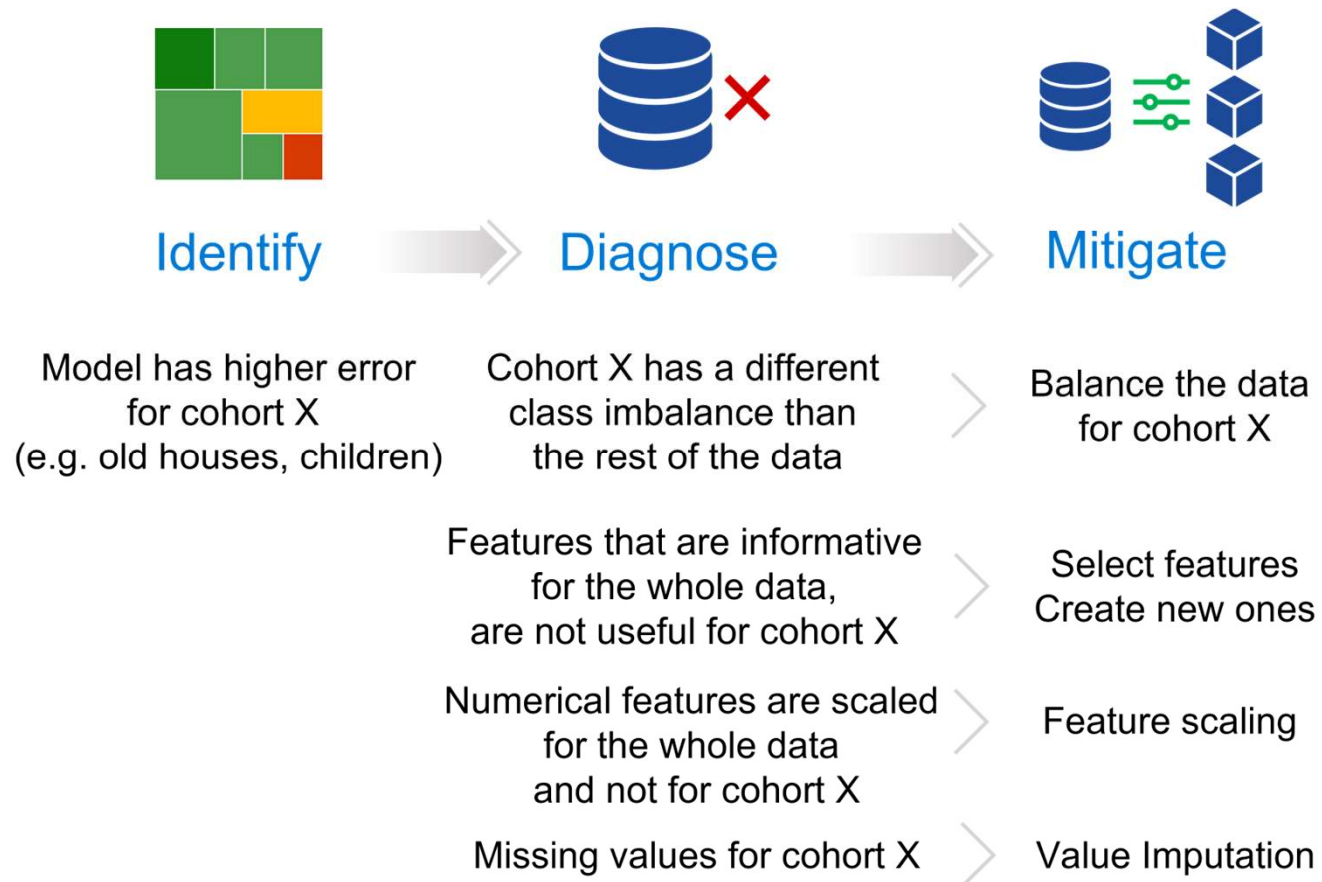 Identify
Diagnose
Mitigate
Model has higher error
for cohort X
(e.g. old houses, children)
Cohort X has a different
class imbalance than
the rest of the data
Balance the data
for cohort X
Features that are informative
for the whole data,
are not useful for cohort X
Select features
Create new ones
Numerical features are scaled
for the whole data
and not for cohort X
Feature scaling
Missing values for cohort X
Value Imputation